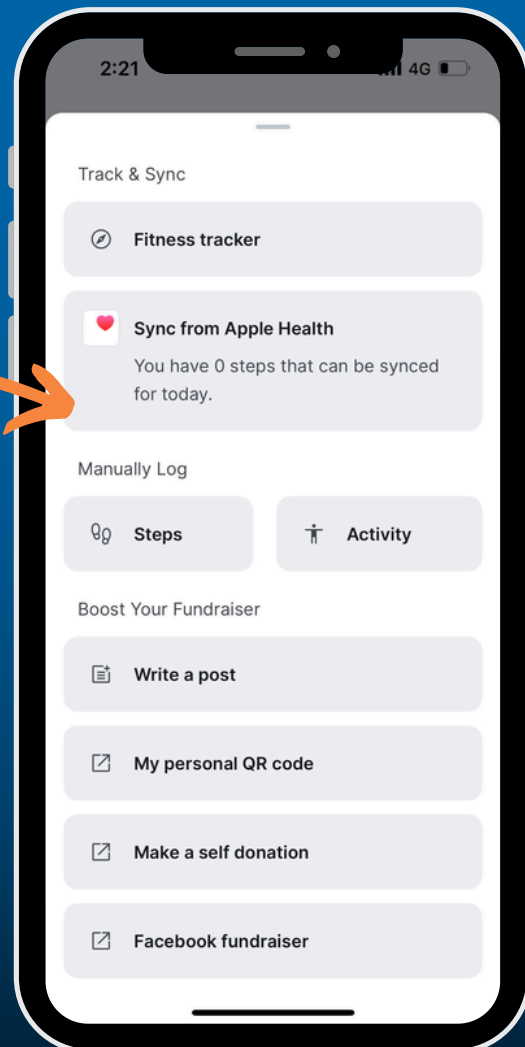 2:21 4G
Track & Sync
Fitness tracker
Sync from Apple Health
You have 0 steps that can be synced
for today.
Manually Log
Steps Activity
Boost Your Fundraiser
Write a post
My personal QR code
Make a self donation
Facebook fundraiser